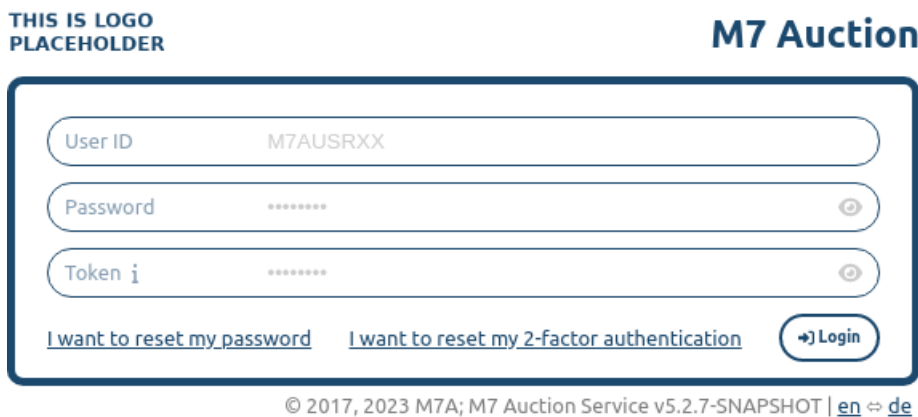 THIS IS LOGO
PLACEHOLDER
M7 Auction
User ID M7AUSRXX
Password ••••••••
Token i ••••••••
I want to reset my password I want to reset my 2-factor authentication Login
© 2017, 2023 M7A; M7 Auction Service v5.2.7-SNAPSHOT | en ⇔ de